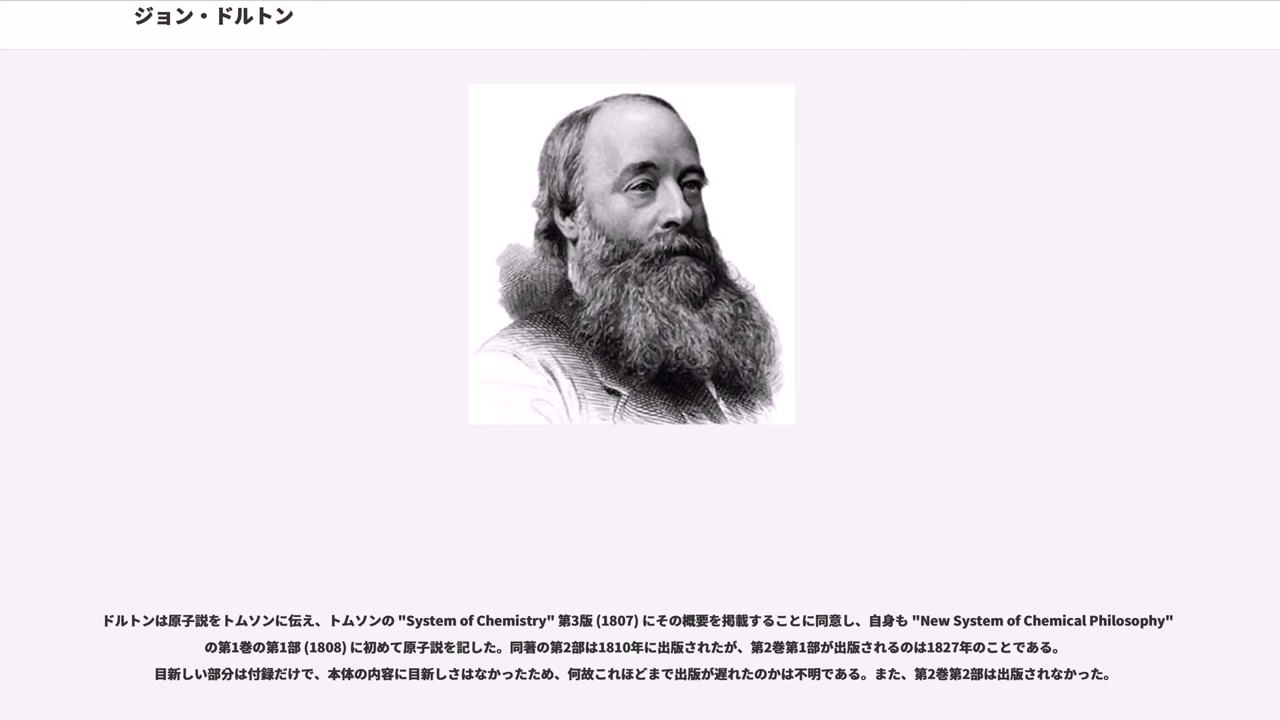 ジョン・ドルトン
ドルトンは原子説をトムソンに伝え、トムソンの "System of Chemistry" 第3版 (1807) にその概要を掲載することに同意し、自身も "New System of Chemical Philosophy"
の第1巻の第1部 (1808) に初めて原子説を記した。同著の第2部は1810年に出版されたが、第2巻第1部が出版されるのは1827年のことである。
目新しい部分は付録だけで、本体の内容に目新しさはなかったため、何故これほどまで出版が遅れたのかは不明である。また、第2巻第2部は出版されなかった。